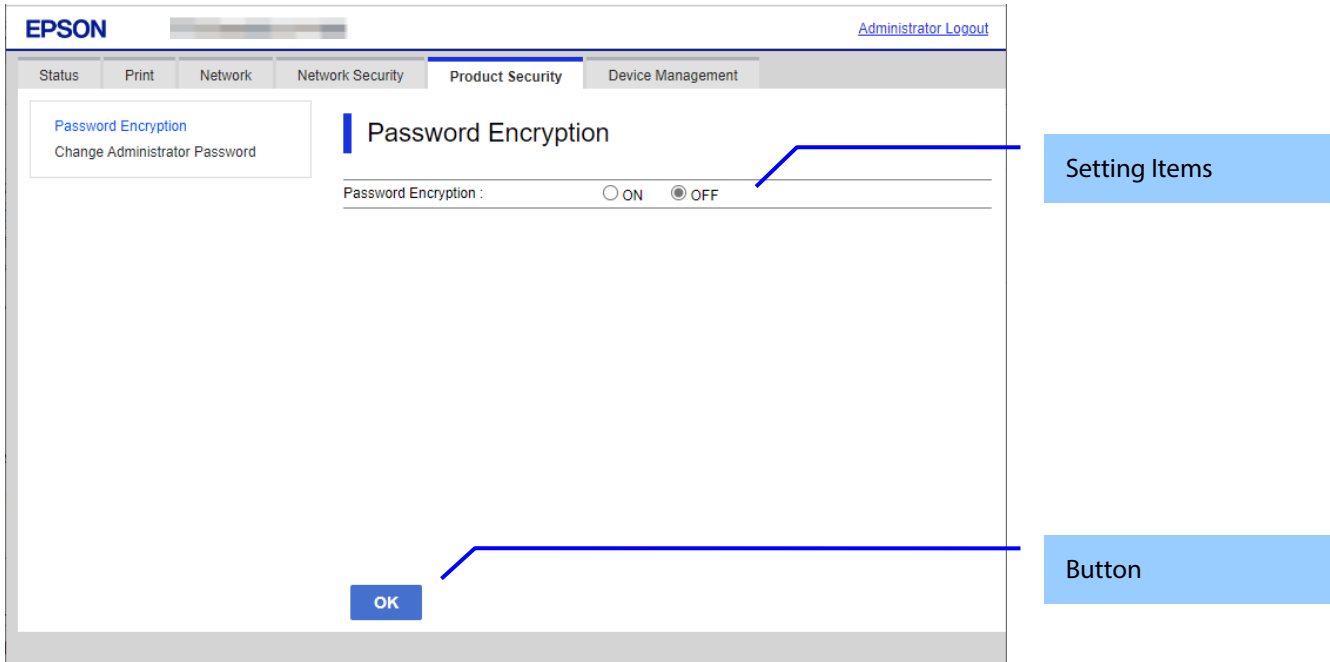 EPSON Administrator Logout
Status Print Network Network Security Product Security Device Management
Password Encryption
Change Administrator Password
Password Encryption
Password Encryption : ON OFF
Setting Items
Button
OK